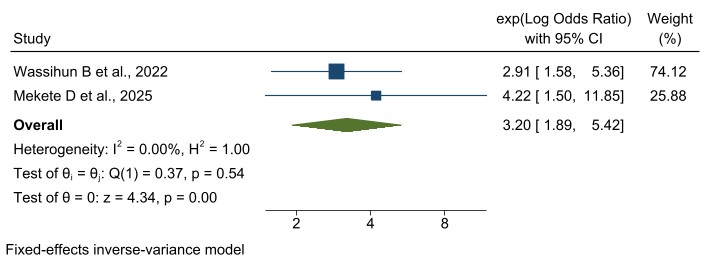 exp(Log Odds Ratio) Weight
Study with 95% CI (%)
Wassihun B et al., 2022 2.91 [ 1.58, 5.36] 74.12
Mekete D et al., 2025 4.22 [ 1.50, 11.85] 25.88
Overall 3.20 [ 1.89, 5.42]
Heterogeneity: I² = 0.00%, H² = 1.00
Test of θᵢ = θⱼ: Q(1) = 0.37, p = 0.54
Test of θ = 0: z = 4.34, p = 0.00
2 4 8
Fixed-effects inverse-variance model